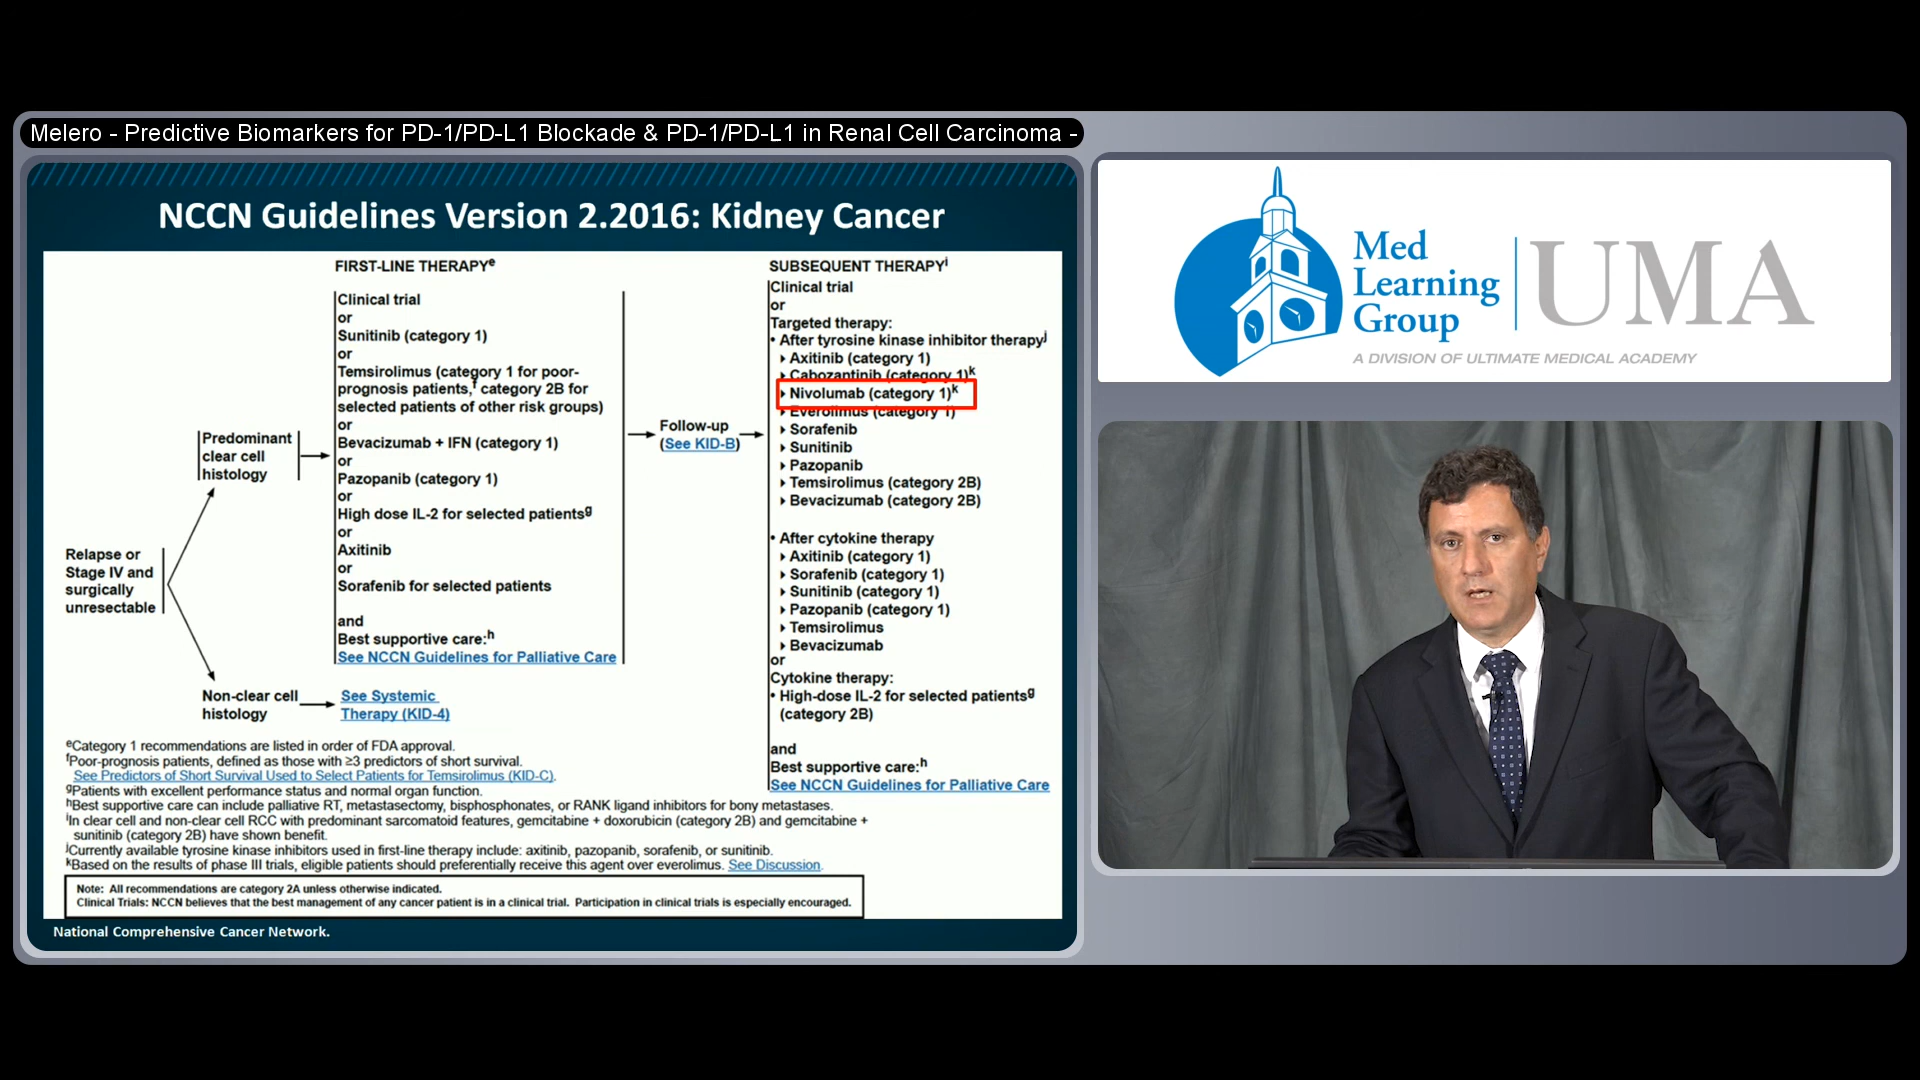 Melero - Predictive Biomarkers for PD-1/PD-L1 Blockade & PD-1/PD-L1 in Renal Cell Carcinoma -
NCCN Guidelines Version 2.2016: Kidney Cancer
Relapse or
Stage IV and
surgically
unresectable
Predominant
clear cell
histology
Non-clear cell
histology
FIRST-LINE THERAPYe
Clinical trial
or
Sunitinib (category 1)
or
Temsirolimus (category 1 for poor-
prognosis patients,f category 2B for
selected patients of other risk groups)
or
Bevacizumab + IFN (category 1)
or
Pazopanib (category 1)
or
High dose IL-2 for selected patientsg
or
Axitinib
or
Sorafenib for selected patients
and
Best supportive care:h
See NCCN Guidelines for Palliative Care
See Systemic
Therapy (KID-4)
Follow-up
(See KID-B)
SUBSEQUENT THERAPYi
Clinical trial
or
Targeted therapy:
• After tyrosine kinase inhibitor therapyj
Axitinib (category 1)
Cabozantinib (category 1)k
Nivolumab (category 1)k
Everolimus (category 1)
Sorafenib
Sunitinib
Pazopanib
Temsirolimus (category 2B)
Bevacizumab (category 2B)
• After cytokine therapy
Axitinib (category 1)
Sorafenib (category 1)
Sunitinib (category 1)
Pazopanib (category 1)
Temsirolimus
Bevacizumab
or
Cytokine therapy:
• High-dose IL-2 for selected patientsg
(category 2B)
and
Best supportive care:h
See NCCN Guidelines for Palliative Care
eCategory 1 recommendations are listed in order of FDA approval.
fPoor-prognosis patients, defined as those with ≥3 predictors of short survival.
See Predictors of Short Survival Used to Select Patients for Temsirolimus (KID-C).
gPatients with excellent performance status and normal organ function.
hBest supportive care can include palliative RT, metastasectomy, bisphosphonates, or RANK ligand inhibitors for bony metastases.
iIn clear cell and non-clear cell RCC with predominant sarcomatoid features, gemcitabine + doxorubicin (category 2B) and gemcitabine +
sunitinib (category 2B) have shown benefit.
jCurrently available tyrosine kinase inhibitors used in first-line therapy include: axitinib, pazopanib, sorafenib, or sunitinib.
kBased on the results of phase III trials, eligible patients should preferentially receive this agent over everolimus. See Discussion.
Note: All recommendations are category 2A unless otherwise indicated.
Clinical Trials: NCCN believes that the best management of any cancer patient is in a clinical trial. Participation in clinical trials is especially encouraged.
National Comprehensive Cancer Network.
Med
Learning
Group
UMA
A DIVISION OF ULTIMATE MEDICAL ACADEMY